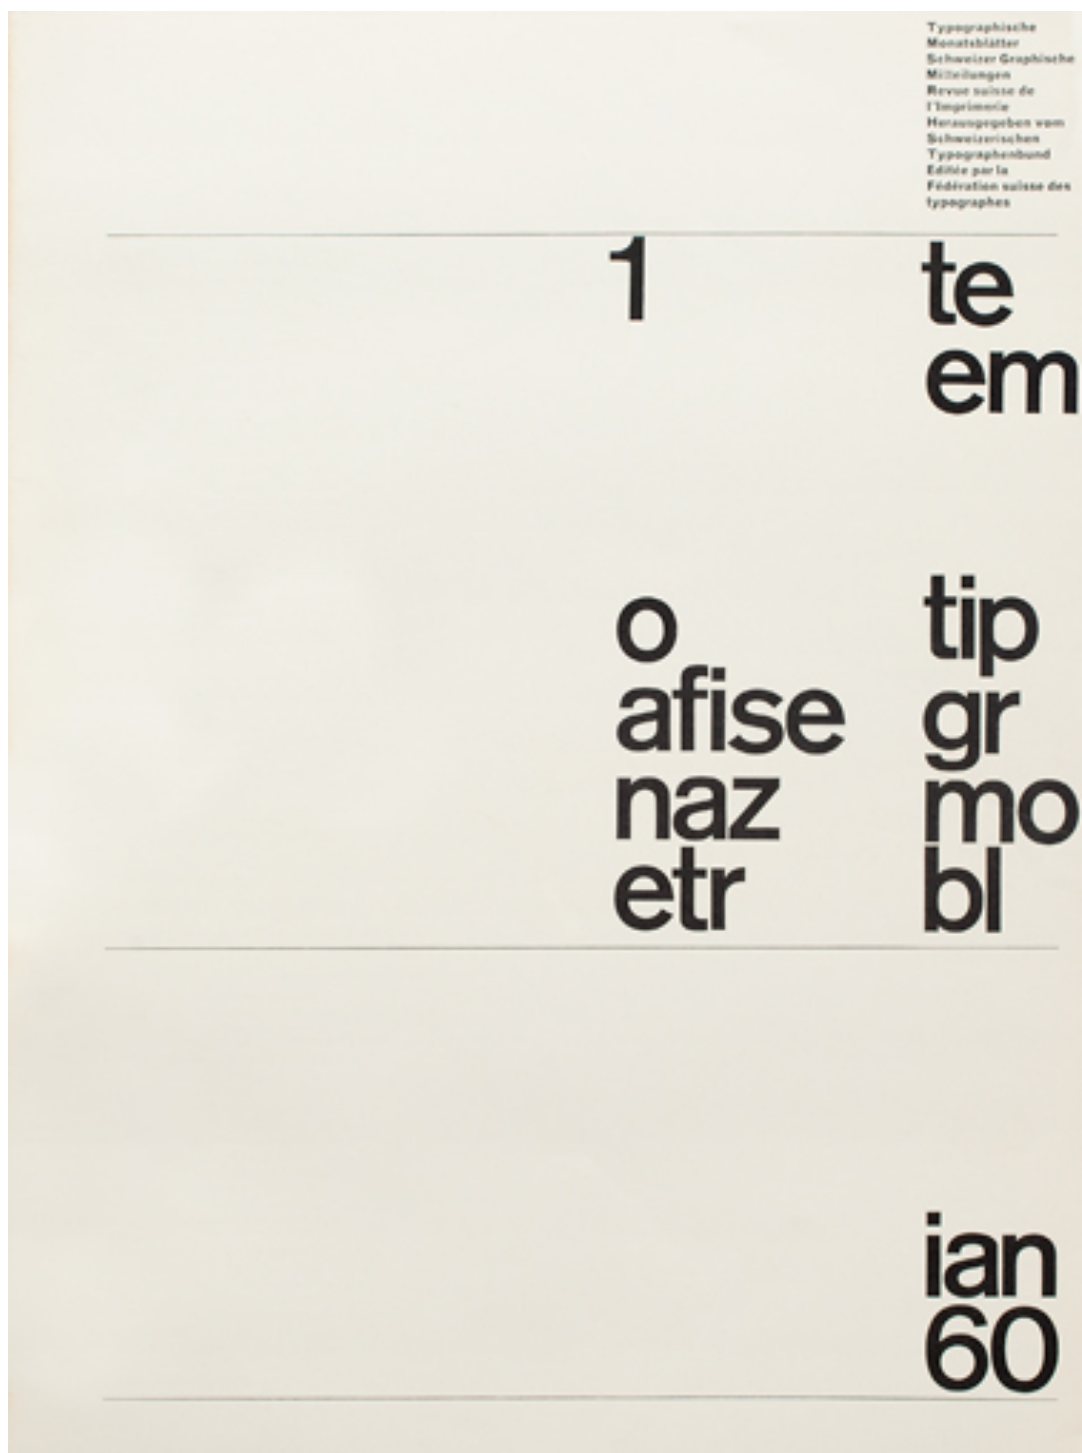 Typographische
Monatsblätter
Schweizer Graphische
Mitteilungen
Revue suisse de
l'Imprimerie
Herausgegeben vom
Schweizerischen
Typographenbund
Editée par la
Fédération suisse des
typographes
1 te
em
o tip
afise gr
naz mo
etr bl
ian
60